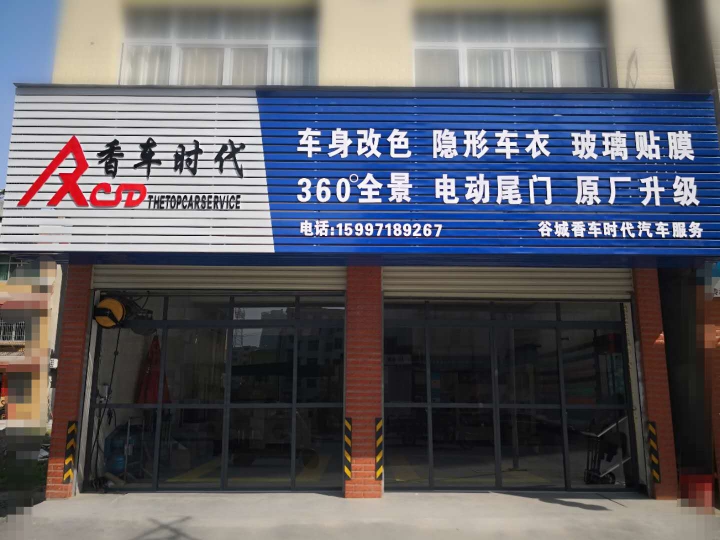 香车时代
CJD THETOPCARSERVICE
车身改色 隐形车衣 玻璃贴膜
360°全景 电动尾门 原厂升级
电话:15997189267 谷城香车时代汽车服务